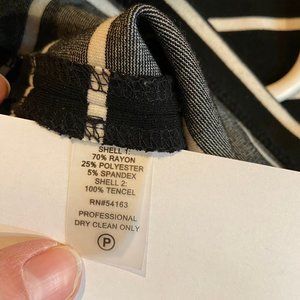 SHELL 1:
70% RAYON
25% POLYESTER
5% SPANDEX
SHELL 2:
100% TENCEL
RN#54163
PROFESSIONAL
DRY CLEAN ONLY
P